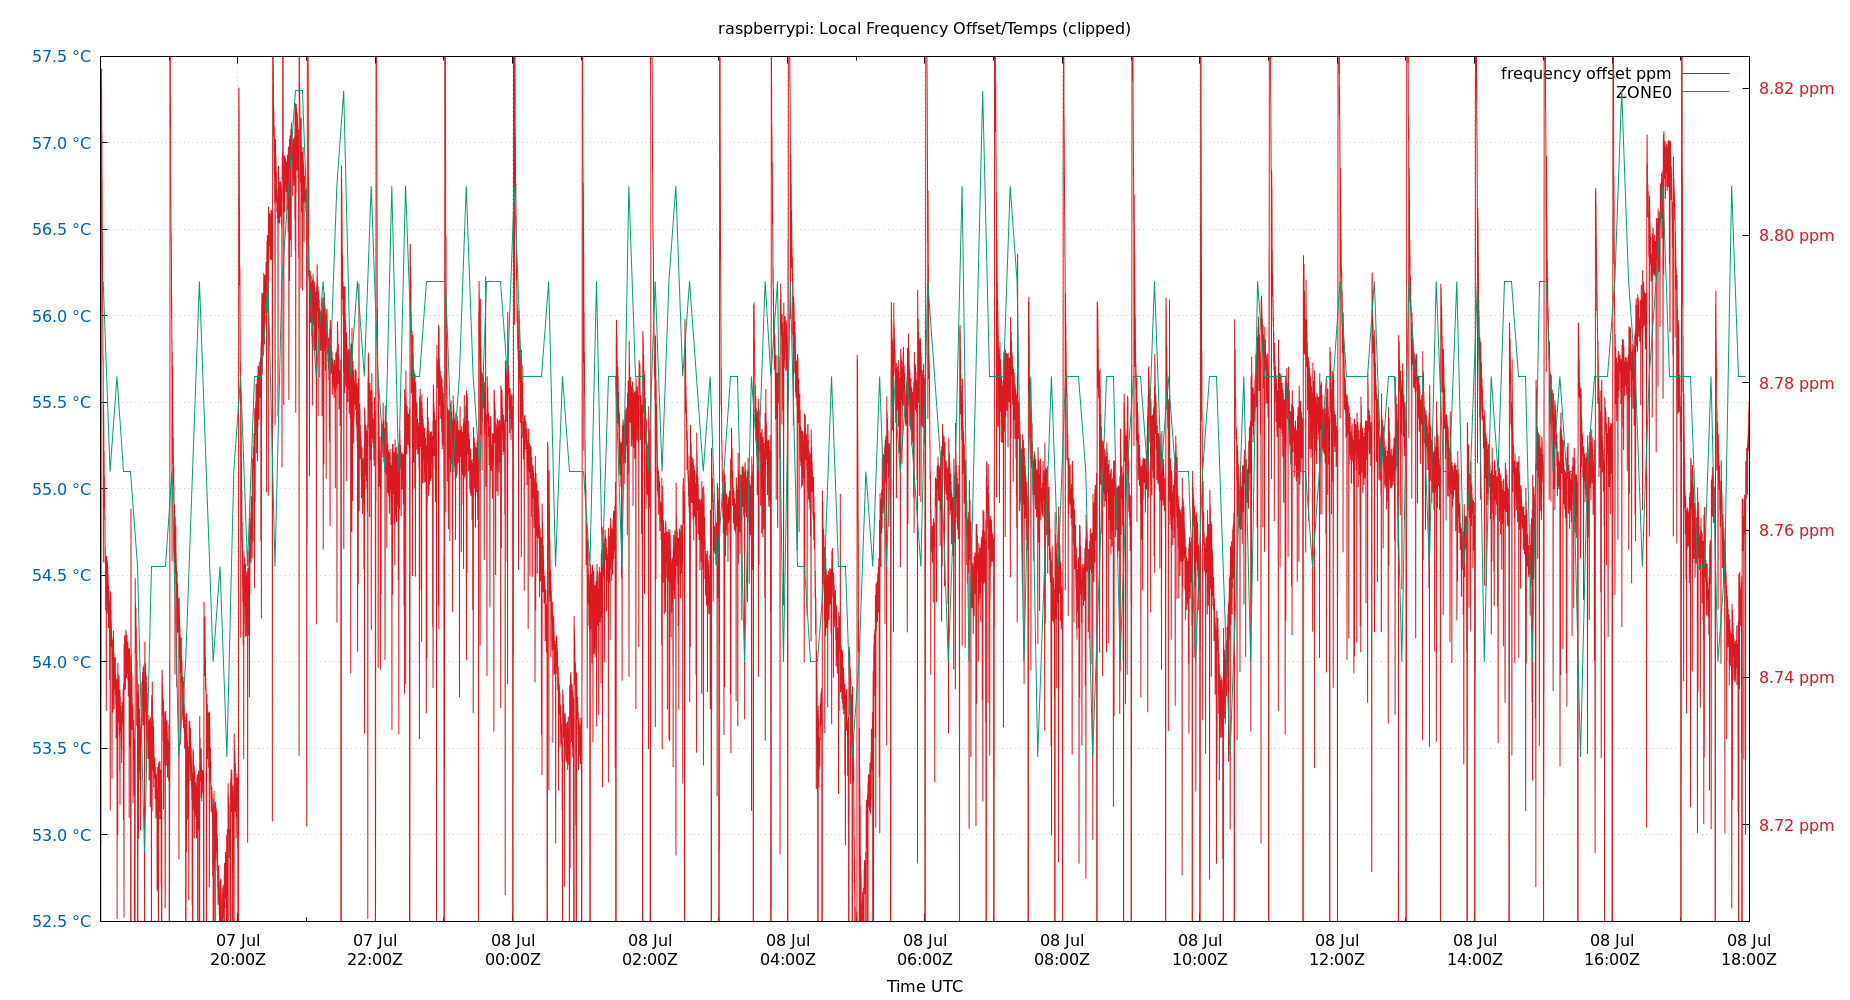 raspberrypi: Local Frequency Offset/Temps (clipped)
57.5 °C
57.0 °C
56.5 °C
56.0 °C
55.5 °C
55.0 °C
54.5 °C
54.0 °C
53.5 °C
53.0 °C
52.5 °C
frequency offset ppm
ZONE0
8.82 ppm
8.80 ppm
8.78 ppm
8.76 ppm
8.74 ppm
8.72 ppm
07 Jul
20:00Z
07 Jul
22:00Z
08 Jul
00:00Z
08 Jul
02:00Z
08 Jul
04:00Z
08 Jul
06:00Z
08 Jul
08:00Z
08 Jul
10:00Z
08 Jul
12:00Z
08 Jul
14:00Z
08 Jul
16:00Z
08 Jul
18:00Z
Time UTC